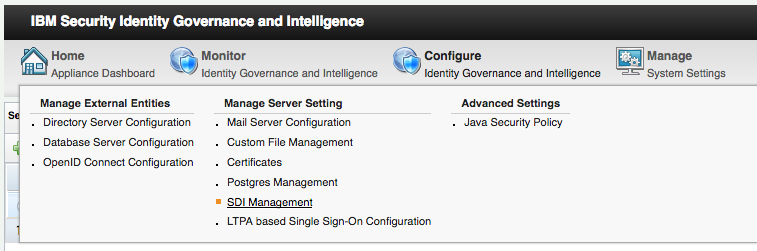 IBM Security Identity Governance and Intelligence
Home Monitor Configure Manage
Appliance Dashboard Identity Governance and Intelligence Identity Governance and Intelligence System Settings
Manage External Entities Manage Server Setting Advanced Settings
Directory Server Configuration Mail Server Configuration Java Security Policy
Database Server Configuration Custom File Management
OpenID Connect Configuration Certificates
Postgres Management
SDI Management
LTPA based Single Sign-On Configuration